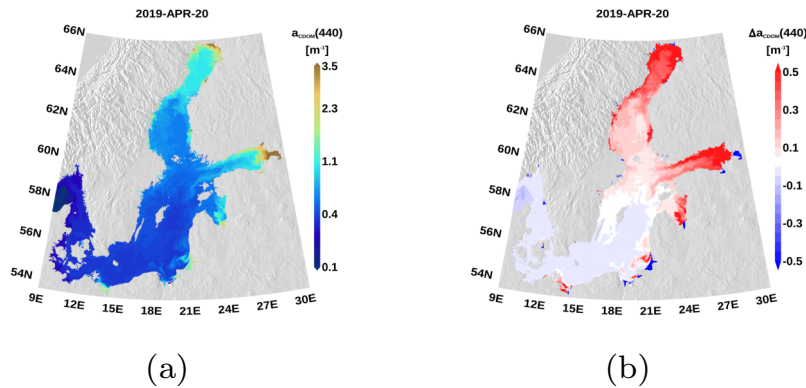 2019-APR-20
66N
64N
62N
60N
58N
56N
54N
9E
12E
15E
18E
21E
24E
27E
30E
aCDOM(440)
[m⁻¹]
3.5
2.3
1.1
0.4
0.1
(a)
2019-APR-20
66N
64N
62N
60N
58N
56N
54N
9E
12E
15E
18E
21E
24E
27E
30E
ΔaCDOM(440)
[m⁻¹]
0.5
0.3
0.1
-0.1
-0.3
-0.5
(b)